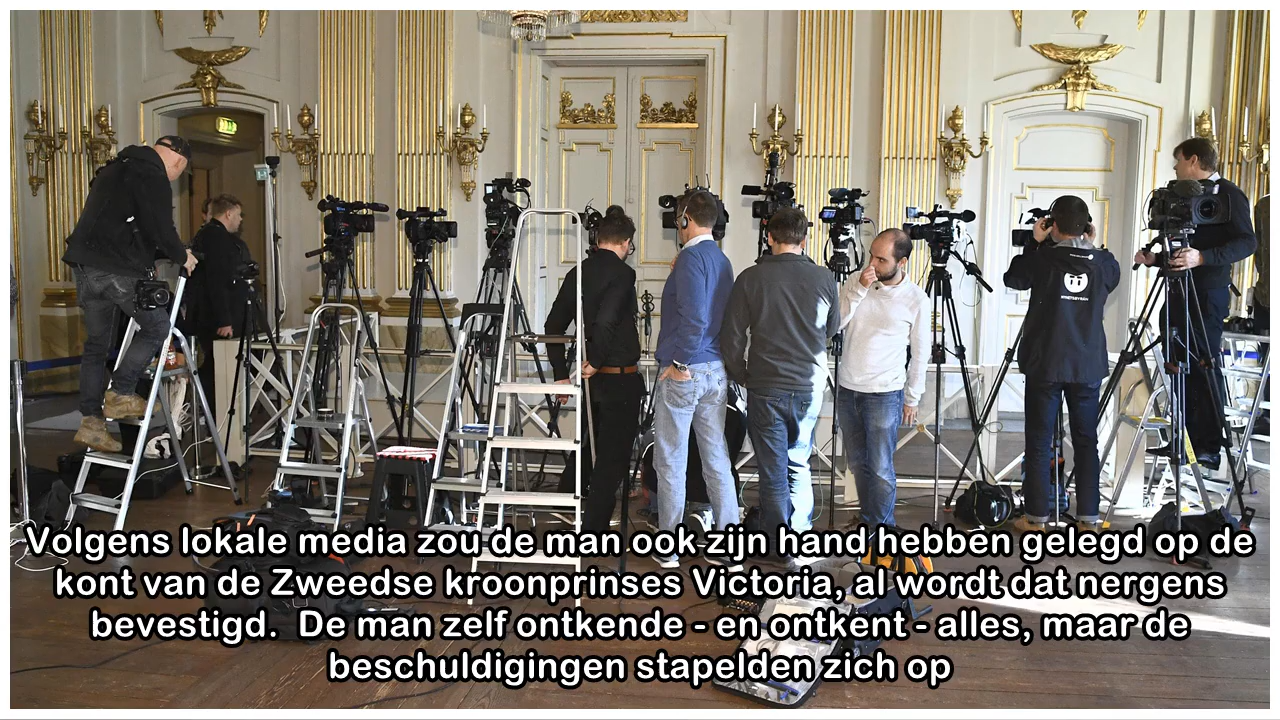 Volgens lokale media zou de man ook zijn hand hebben gelegd op de
kont van de Zweedse kroonprinses Victoria, al wordt dat nergens
bevestigd.  De man zelf ontkende - en ontkent - alles, maar de
beschuldigingen stapelden zich op